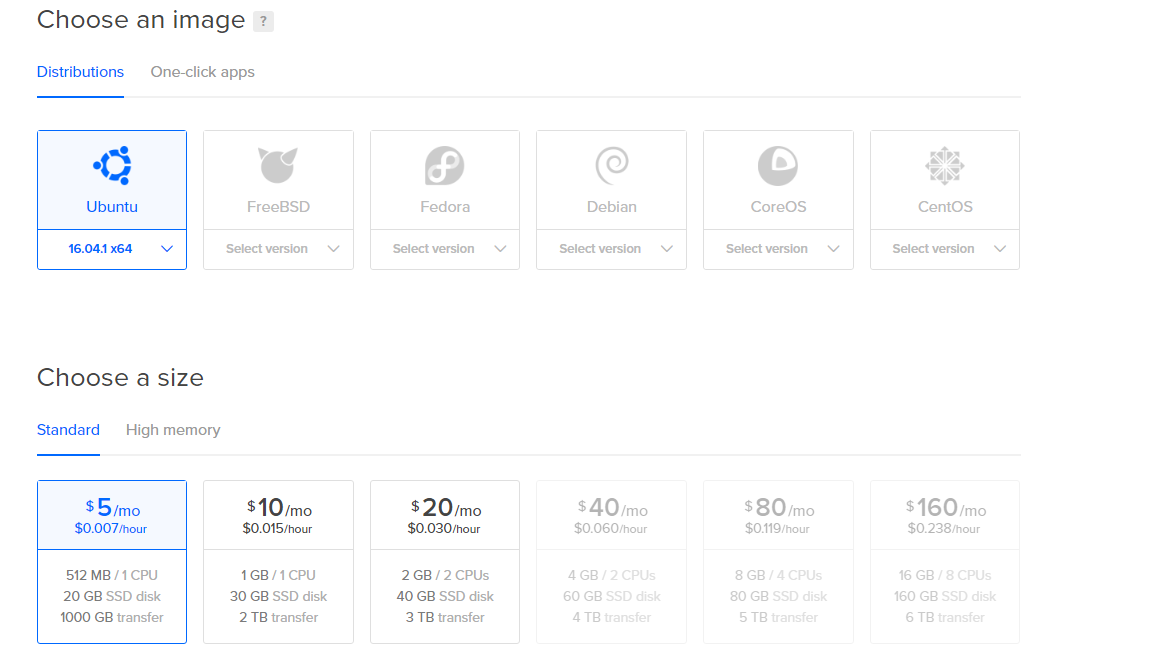 Choose an image ?
Distributions One-click apps
Ubuntu FreeBSD Fedora Debian CoreOS CentOS
16.04.1 x64 Select version Select version Select version Select version Select version
Choose a size
Standard High memory
$5/mo $10/mo $20/mo $40/mo $80/mo $160/mo
$0.007/hour $0.015/hour $0.030/hour $0.060/hour $0.119/hour $0.238/hour
512 MB / 1 CPU 1 GB / 1 CPU 2 GB / 2 CPUs 4 GB / 2 CPUs 8 GB / 4 CPUs 16 GB / 8 CPUs
20 GB SSD disk 30 GB SSD disk 40 GB SSD disk 60 GB SSD disk 80 GB SSD disk 160 GB SSD disk
1000 GB transfer 2 TB transfer 3 TB transfer 4 TB transfer 5 TB transfer 6 TB transfer